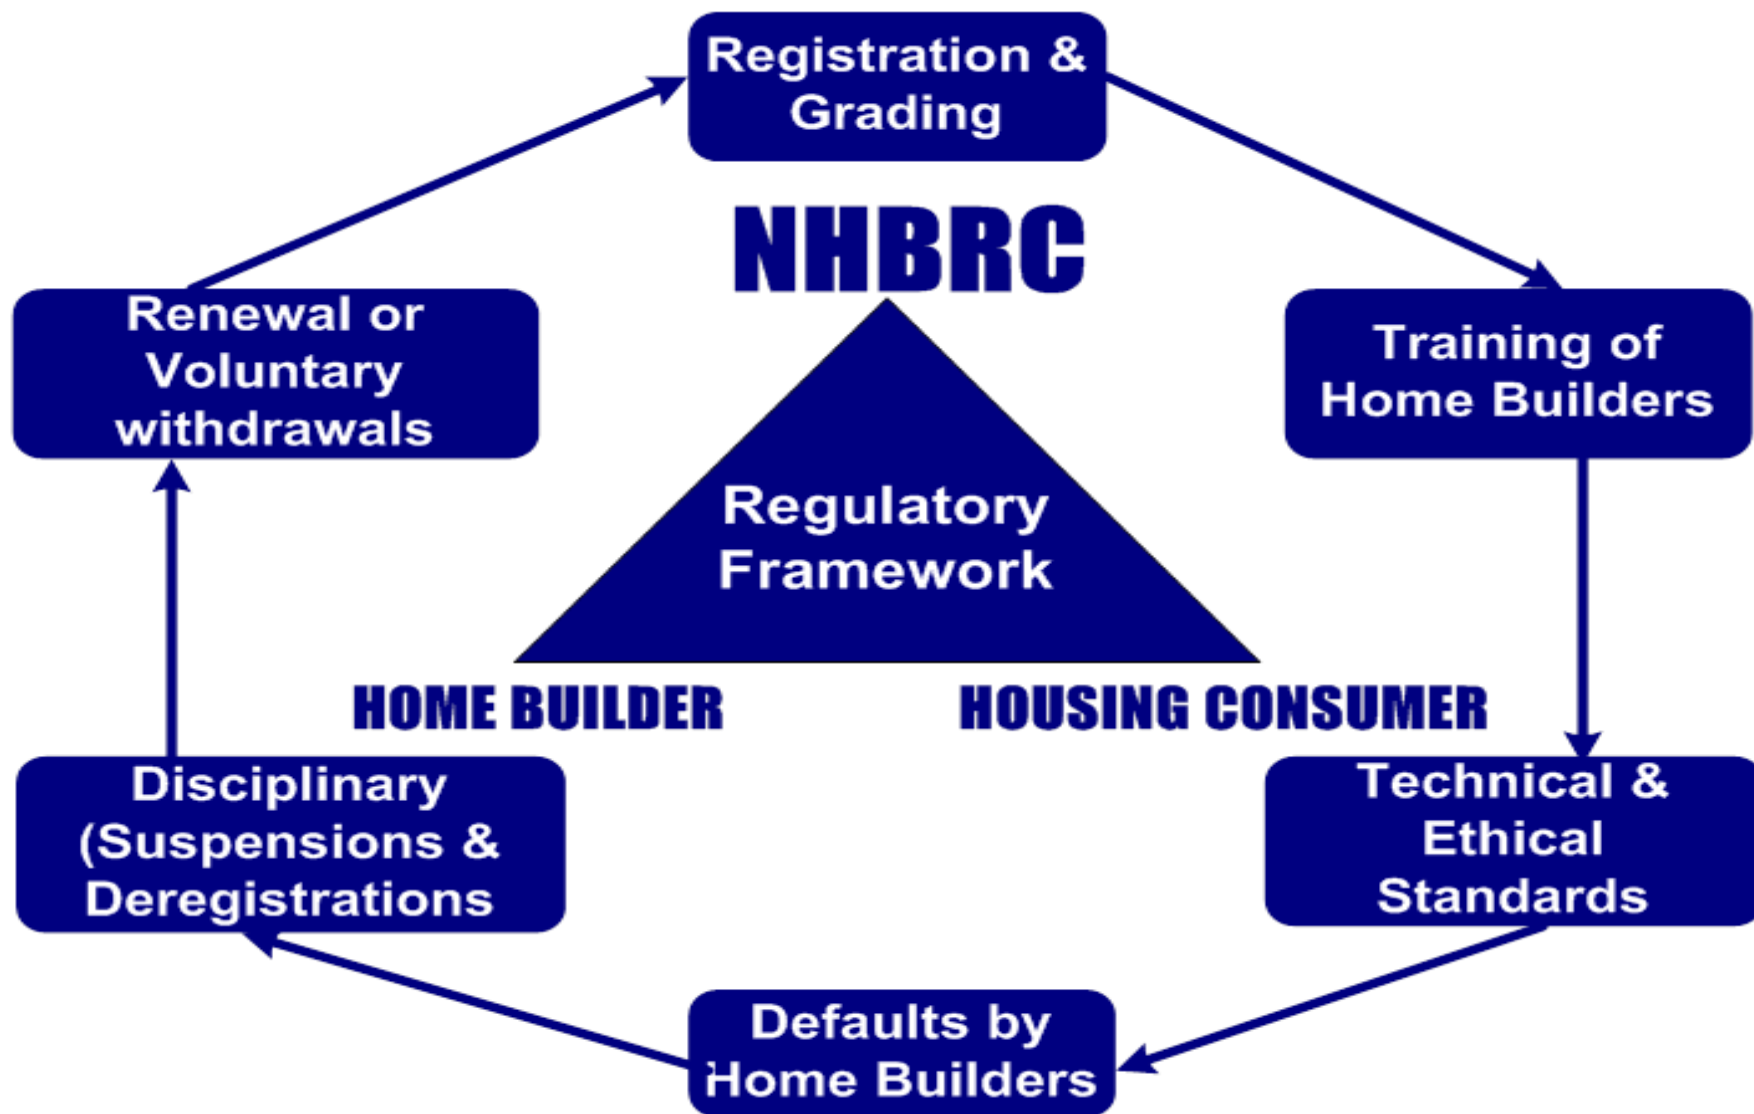 Registration &
Grading
NHBRC
Renewal or
Voluntary
withdrawals
Training of
Home Builders
Regulatory
Framework
HOME BUILDER
HOUSING CONSUMER
Disciplinary
(Suspensions &
Deregistrations
Technical &
Ethical
Standards
Defaults by
Home Builders